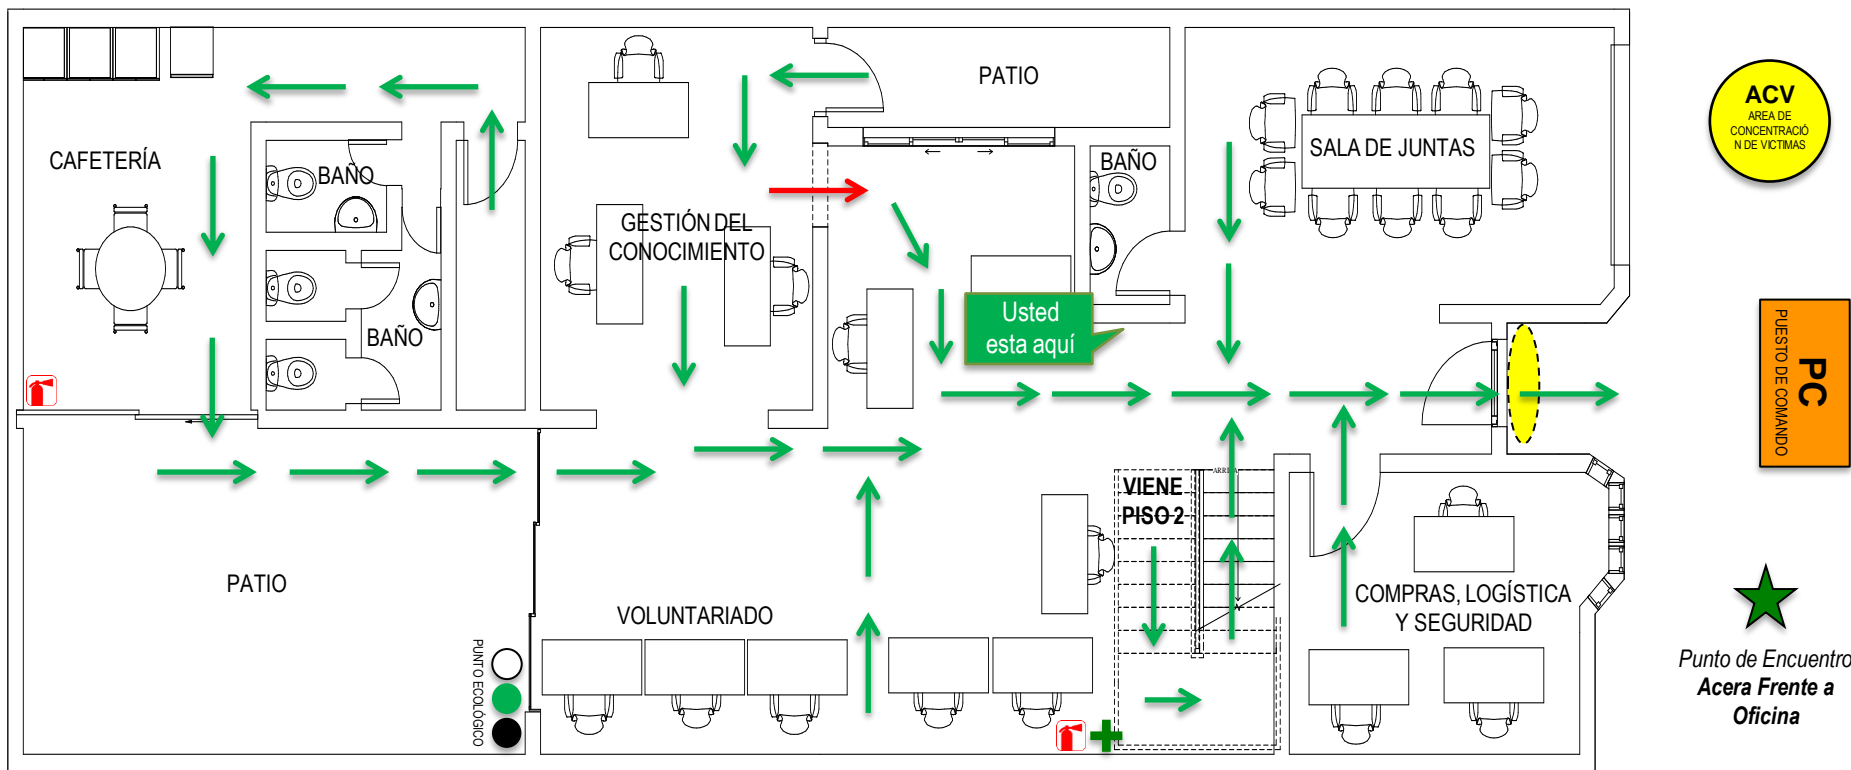 PATIO
ACV
AREA DE
CONCENTRACIÓ
N DE VICTIMAS
CAFETERÍA
BAÑO
BAÑO
SALA DE JUNTAS
GESTIÓN DEL
CONOCIMIENTO
Usted
esta aquí
BAÑO
PC
PUESTO DE COMANDO
ARRIBA
VIENE
PISO 2
PATIO
VOLUNTARIADO
COMPRAS, LOGÍSTICA
Y SEGURIDAD
PUNTO ECOLÓGICO
Punto de Encuentro
Acera Frente a
Oficina